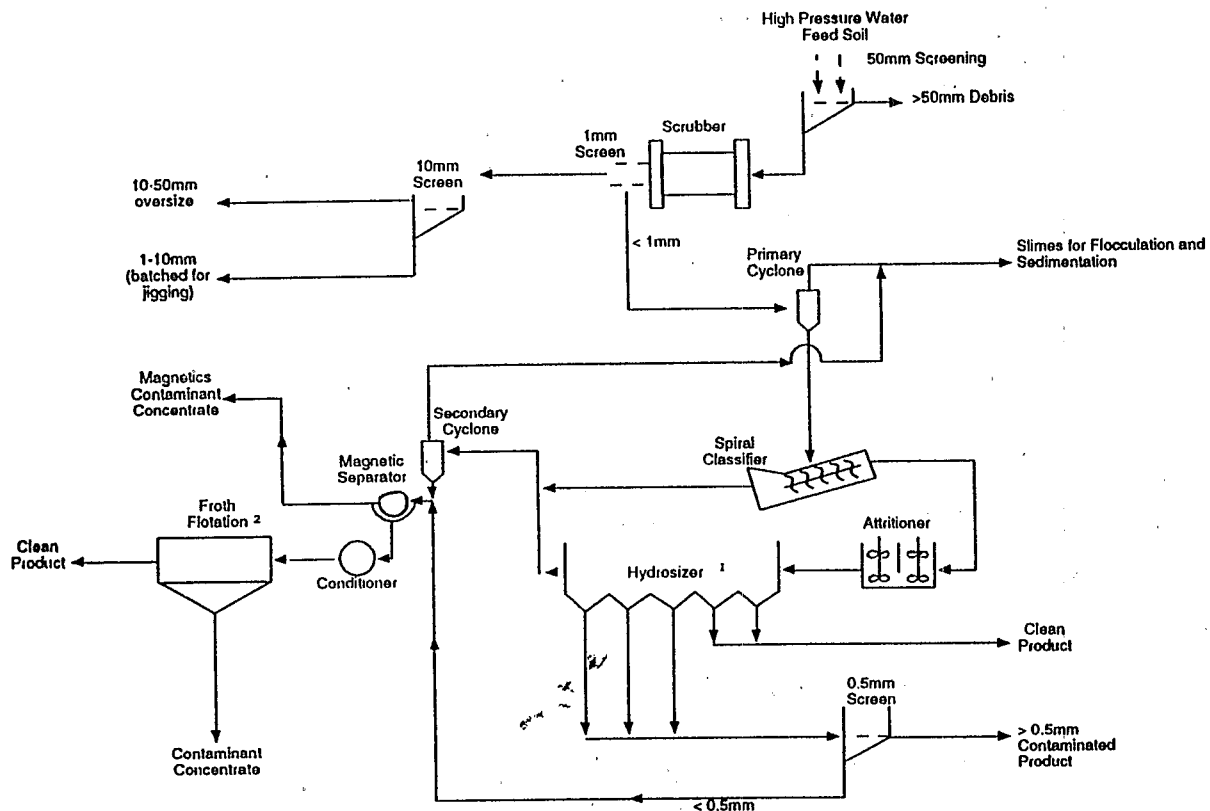 High Pressure Water
Feed Soil
50mm Screening
>50mm Debris
Scrubber
1mm
Screen
10mm
Screen
10-50mm
oversize
< 1mm
1-10mm
(batched for
jigging)
Primary
Cyclone
Slimes for Flocculation and
Sedimentation
Magnetics
Contaminant
Concentrate
Secondary
Cyclone
Magnetic
Separator
Spiral
Classifier
Froth
Flotation 2
Attritioner
Clean
Product
Conditioner
Hydrosizer 1
Clean
Product
0.5mm
Screen
> 0.5mm
Contaminated
Product
Contaminant
Concentrate
< 0.5mm